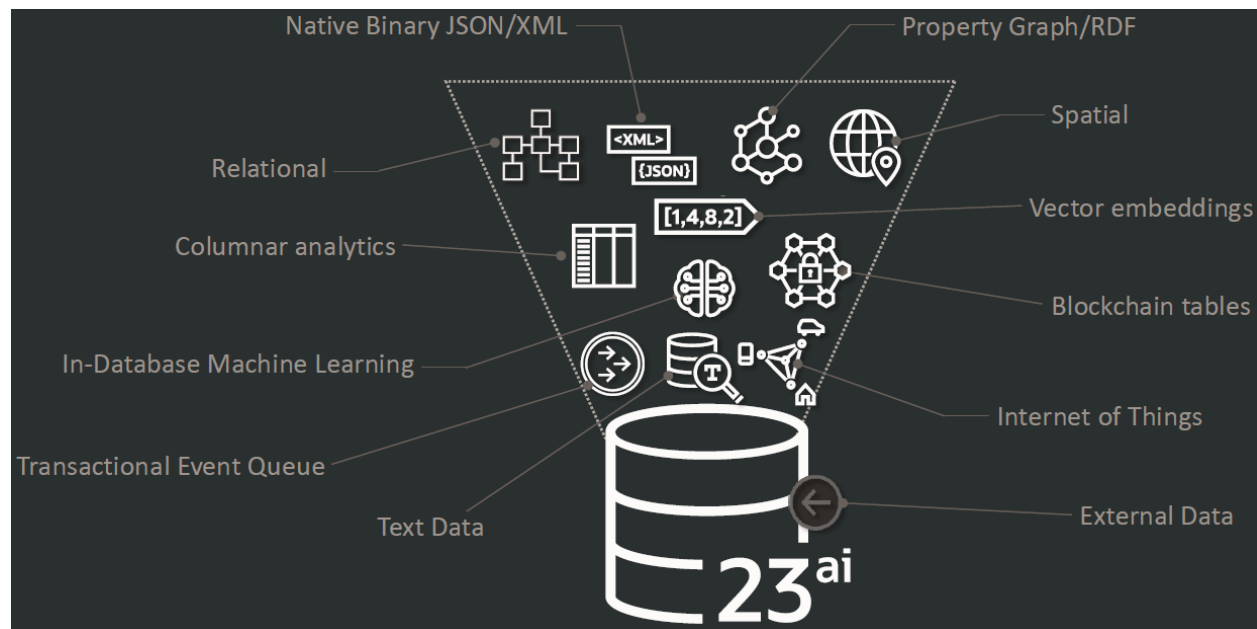 Native Binary JSON/XML
Property Graph/RDF
Spatial
<XML>
{JSON}
Relational
[1,4,8,2]
Vector embeddings
Columnar analytics
Blockchain tables
In-Database Machine Learning
T
Internet of Things
Transactional Event Queue
Text Data
External Data
23ai